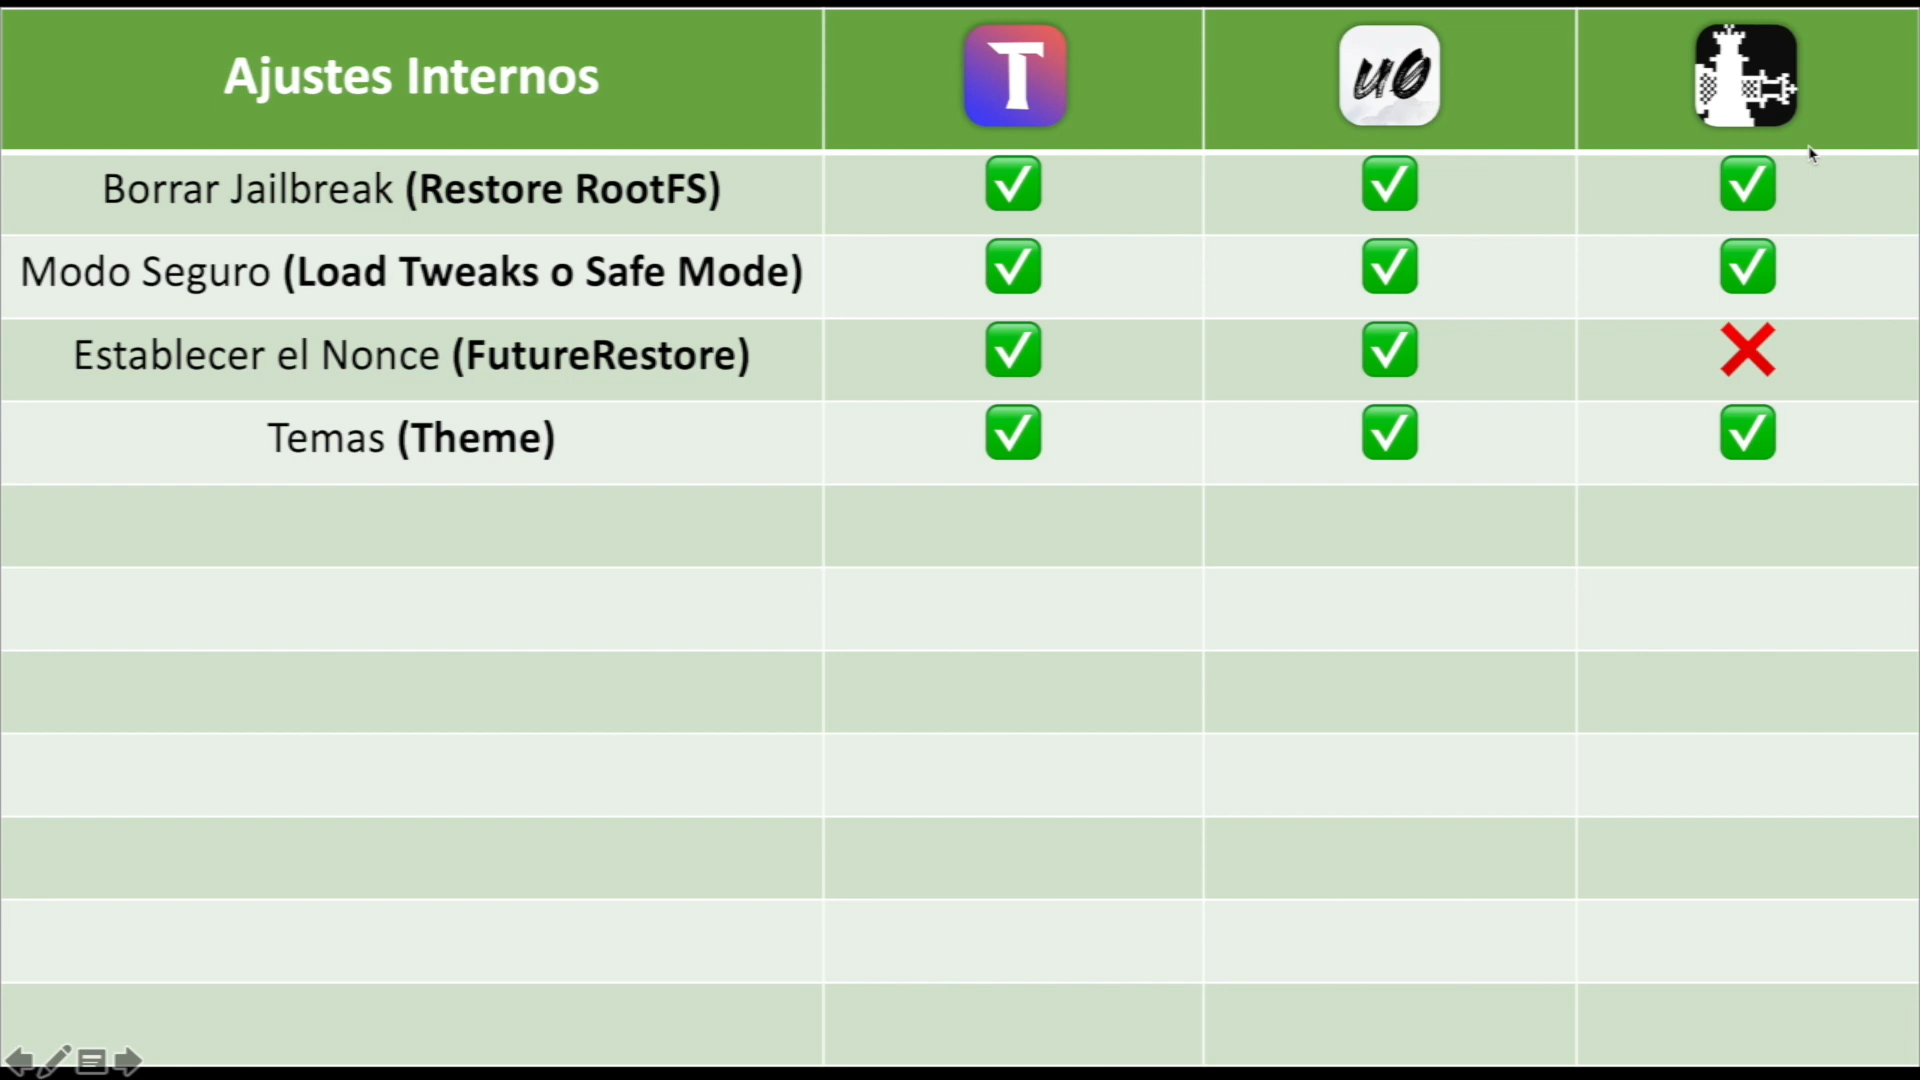 Ajustes Internos
T
u0
Borrar Jailbreak (Restore RootFS)
Modo Seguro (Load Tweaks o Safe Mode)
Establecer el Nonce (FutureRestore)
Temas (Theme)